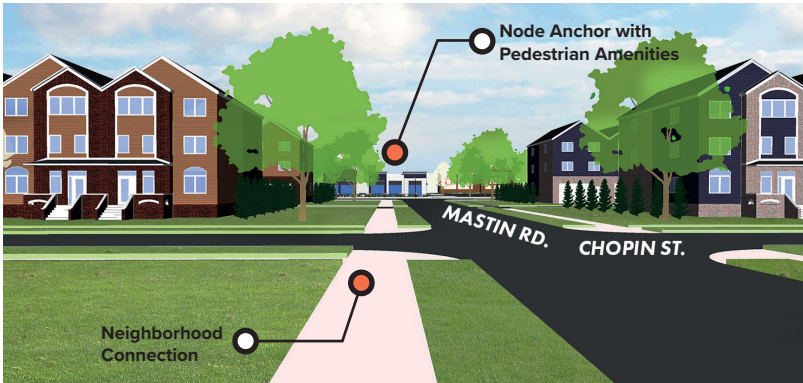 Node Anchor with
Pedestrian Amenities
MASTIN RD.
CHOPIN ST.
Neighborhood
Connection